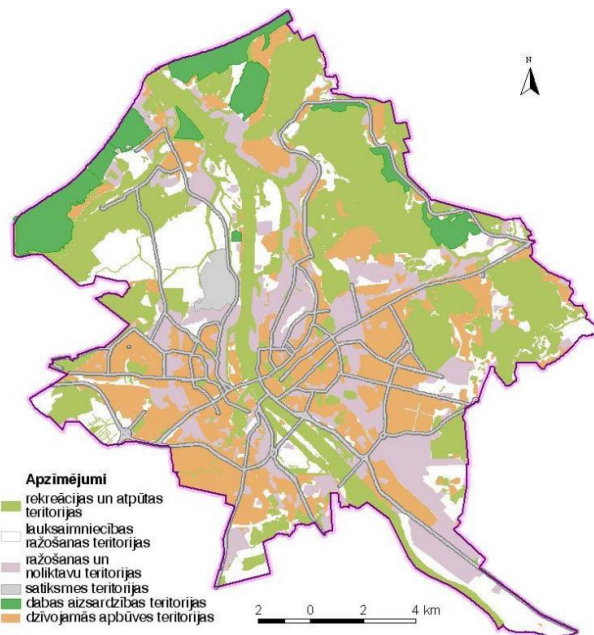 N
Apzīmējumi
rekreācijas un atpūtas
teritorijas
lauksaimniecības
ražošanas teritorijas
ražošanas un
noliktavu teritorijas
satiksmes teritorijas
dabas aizsardzības teritorijas
dzīvojamās apbūves teritorijas
2 0 2 4 km